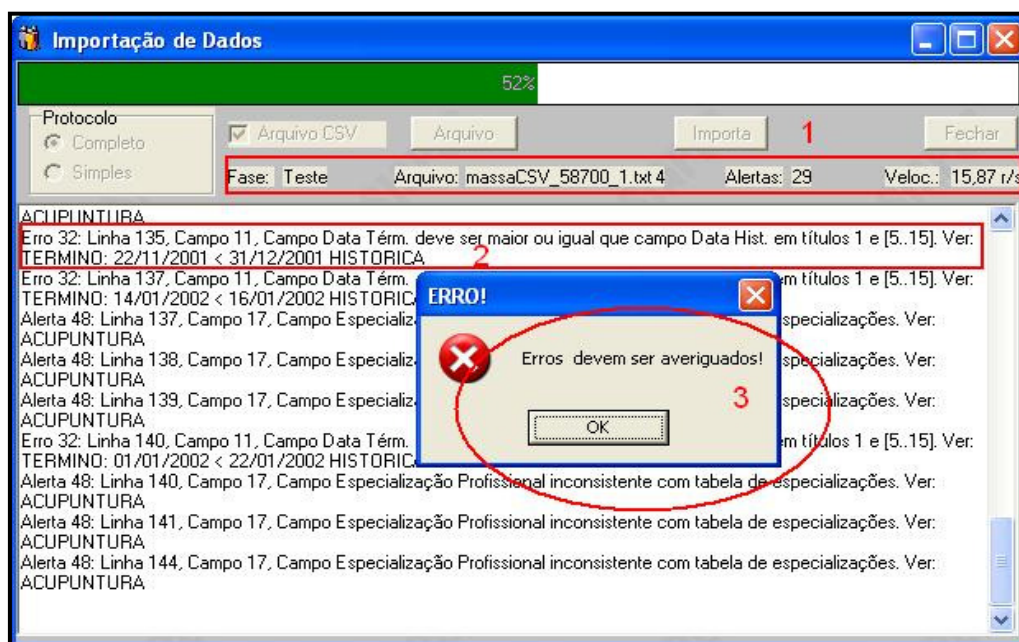 Importação de Dados
52%
Protocolo
Completo
Simples
Arquivo CSV
Arquivo
Importa
1
Fechar
Fase: Teste Arquivo: massaCSV_58700_1.txt 4 Alertas: 29 Veloc.: 15,87 r/s
ACUPUNTURA
Erro 32: Linha 135, Campo 11, Campo Data Térm. deve ser maior ou igual que campo Data Hist. em títulos 1 e [5..15]. Ver:
TERMINO: 22/11/2001 < 31/12/2001 HISTORICA
2
Erro 32: Linha 137, Campo 11, Campo Data Térm. em títulos 1 e [5..15]. Ver:
TERMINO: 14/01/2002 < 16/01/2002 HISTORICA
Alerta 48: Linha 137, Campo 17, Campo Especializ especializações. Ver:
ACUPUNTURA
Alerta 48: Linha 138, Campo 17, Campo Especializ especializações. Ver:
ACUPUNTURA
Alerta 48: Linha 139, Campo 17, Campo Especializ especializações. Ver:
ACUPUNTURA
Erro 32: Linha 140, Campo 11, Campo Data Térm. em títulos 1 e [5..15]. Ver:
TERMINO: 01/01/2002 < 22/01/2002 HISTORICA
Alerta 48: Linha 140, Campo 17, Campo Especialização Profissional inconsistente com tabela de especializações. Ver:
ACUPUNTURA
Alerta 48: Linha 141, Campo 17, Campo Especialização Profissional inconsistente com tabela de especializações. Ver:
ACUPUNTURA
Alerta 48: Linha 144, Campo 17, Campo Especialização Profissional inconsistente com tabela de especializações. Ver:
ACUPUNTURA
ERRO!
Erros devem ser averiguados!
3
OK